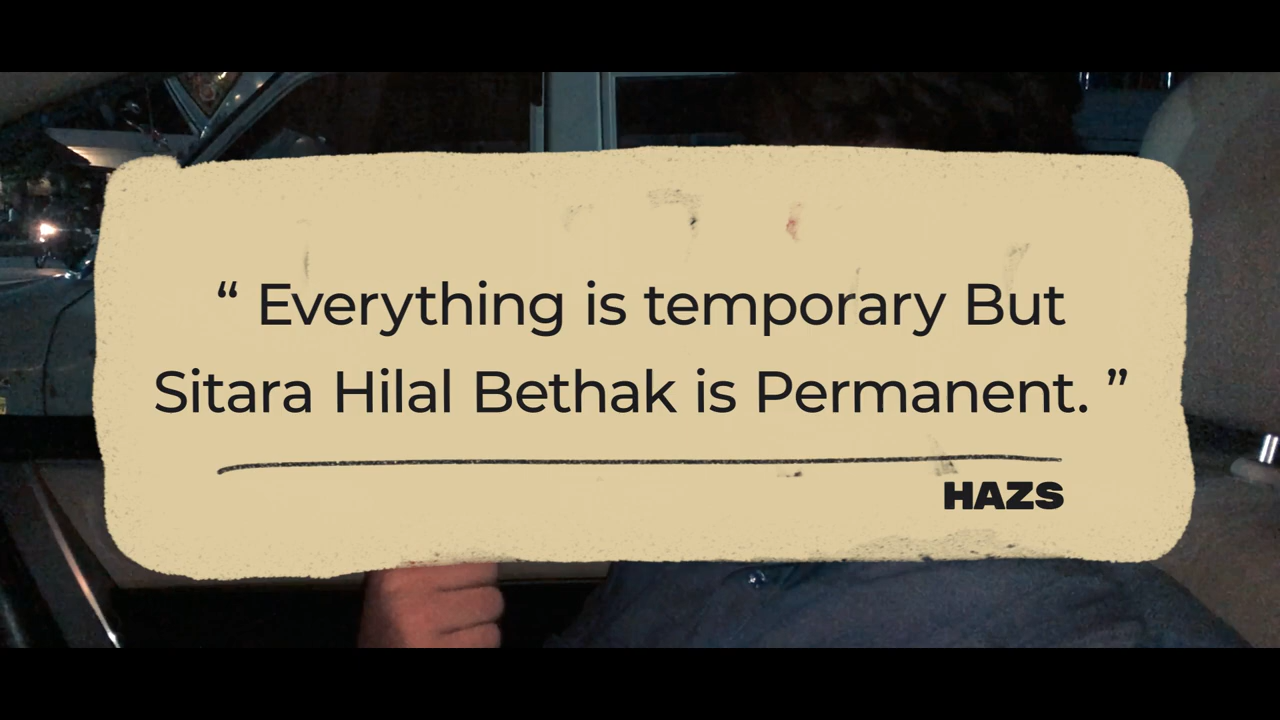 “ Everything is temporary But
Sitara Hilal Bethak is Permanent. ”
HAZS